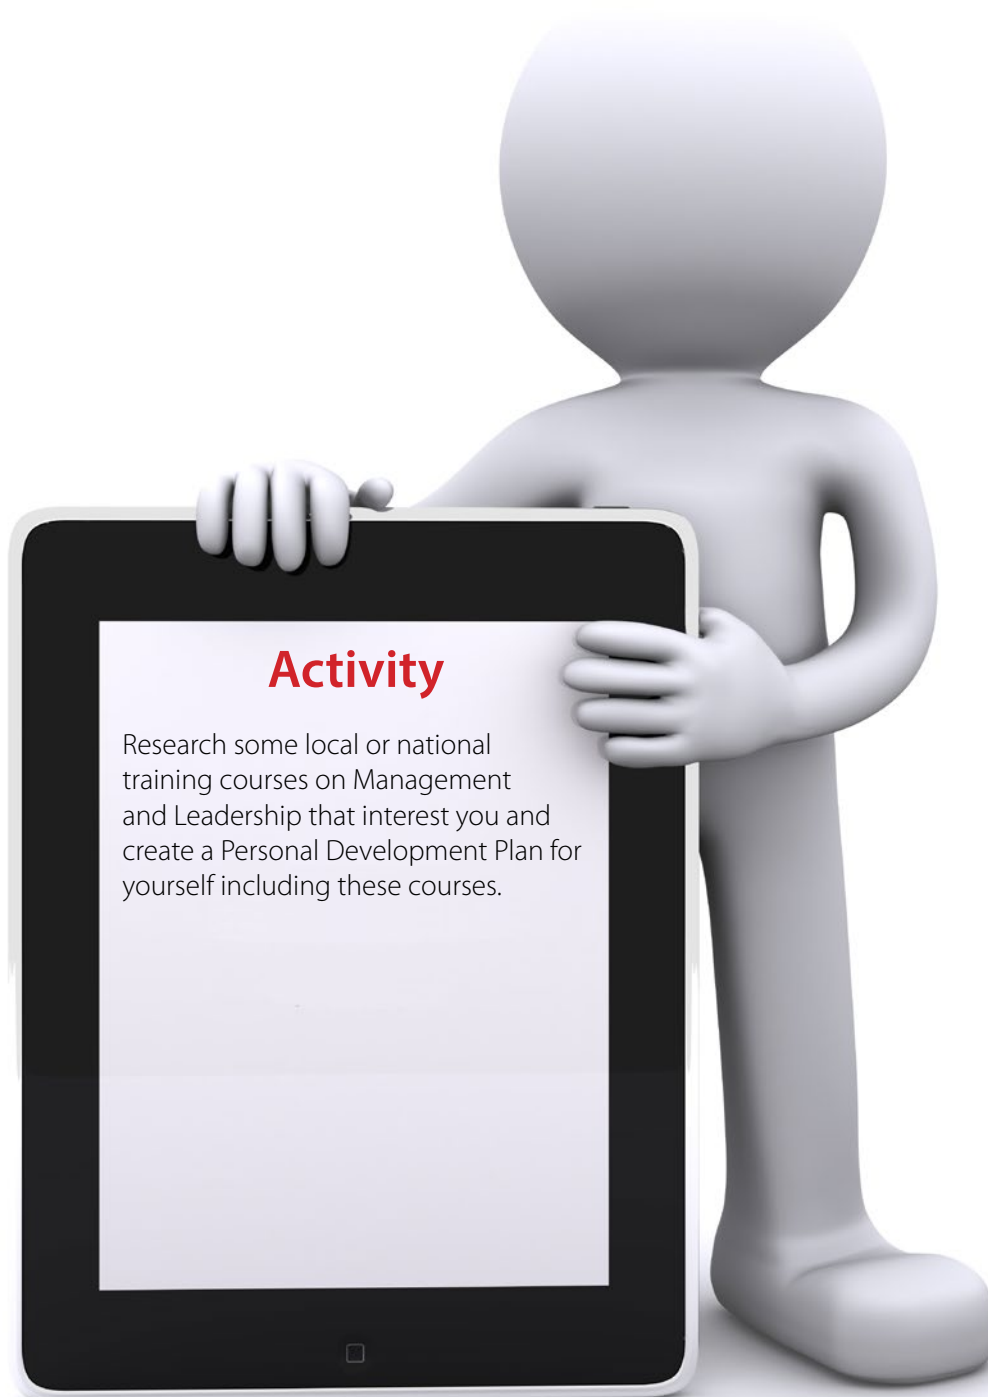 Activity
Research some local or national
training courses on Management
and Leadership that interest you and
create a Personal Development Plan for
yourself including these courses.